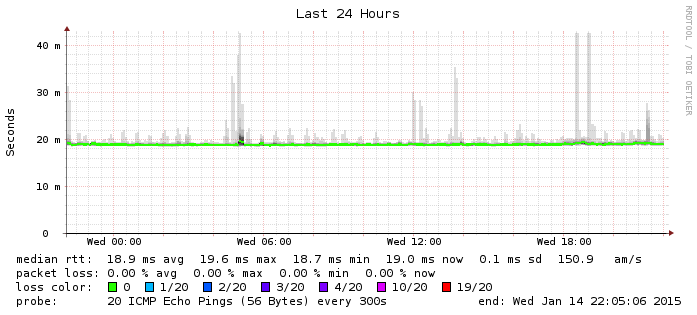 Last 24 Hours
RRDTOOL / TOBI OETIKER
Seconds
40 m
30 m
20 m
10 m
0
Wed 00:00 Wed 06:00 Wed 12:00 Wed 18:00
median rtt: 18.9 ms avg 19.6 ms max 18.7 ms min 19.0 ms now 0.1 ms sd 150.9 am/s
packet loss: 0.00 % avg 0.00 % max 0.00 % min 0.00 % now
loss color: 0 1/20 2/20 3/20 4/20 10/20 19/20
probe: 20 ICMP Echo Pings (56 Bytes) every 300s end: Wed Jan 14 22:05:06 2015